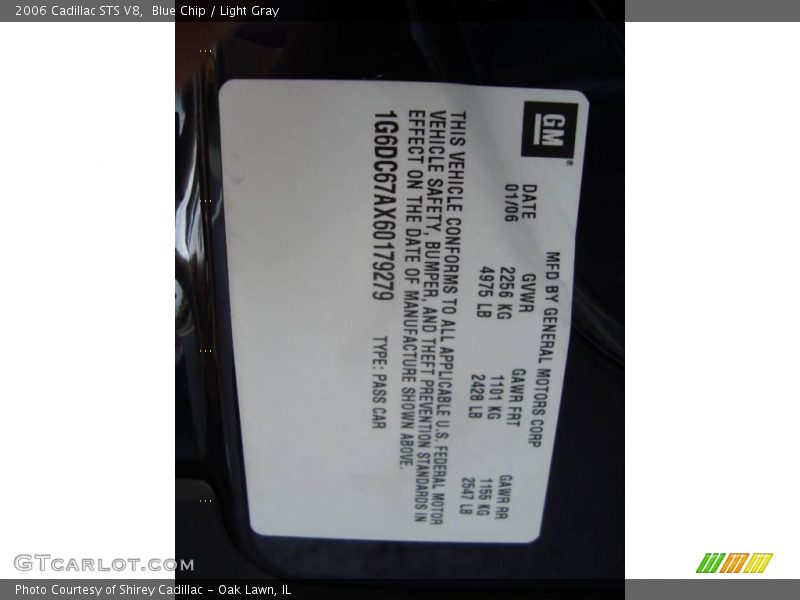 2006 Cadillac STS V8,  Blue Chip / Light Gray
GM®
MFD BY GENERAL MOTORS CORP
DATE GVWR GAWR FRT GAWR RR
01/06 2256 KG 1101 KG 1155 KG
4975 LB 2428 LB 2547 LB
THIS VEHICLE CONFORMS TO ALL APPLICABLE U.S. FEDERAL MOTOR
VEHICLE SAFETY, BUMPER, AND THEFT PREVENTION STANDARDS IN
EFFECT ON THE DATE OF MANUFACTURE SHOWN ABOVE.
1G6DC67AX60179279 TYPE: PASS CAR
GTcarlot.com
Photo Courtesy of Shirey Cadillac - Oak Lawn, IL